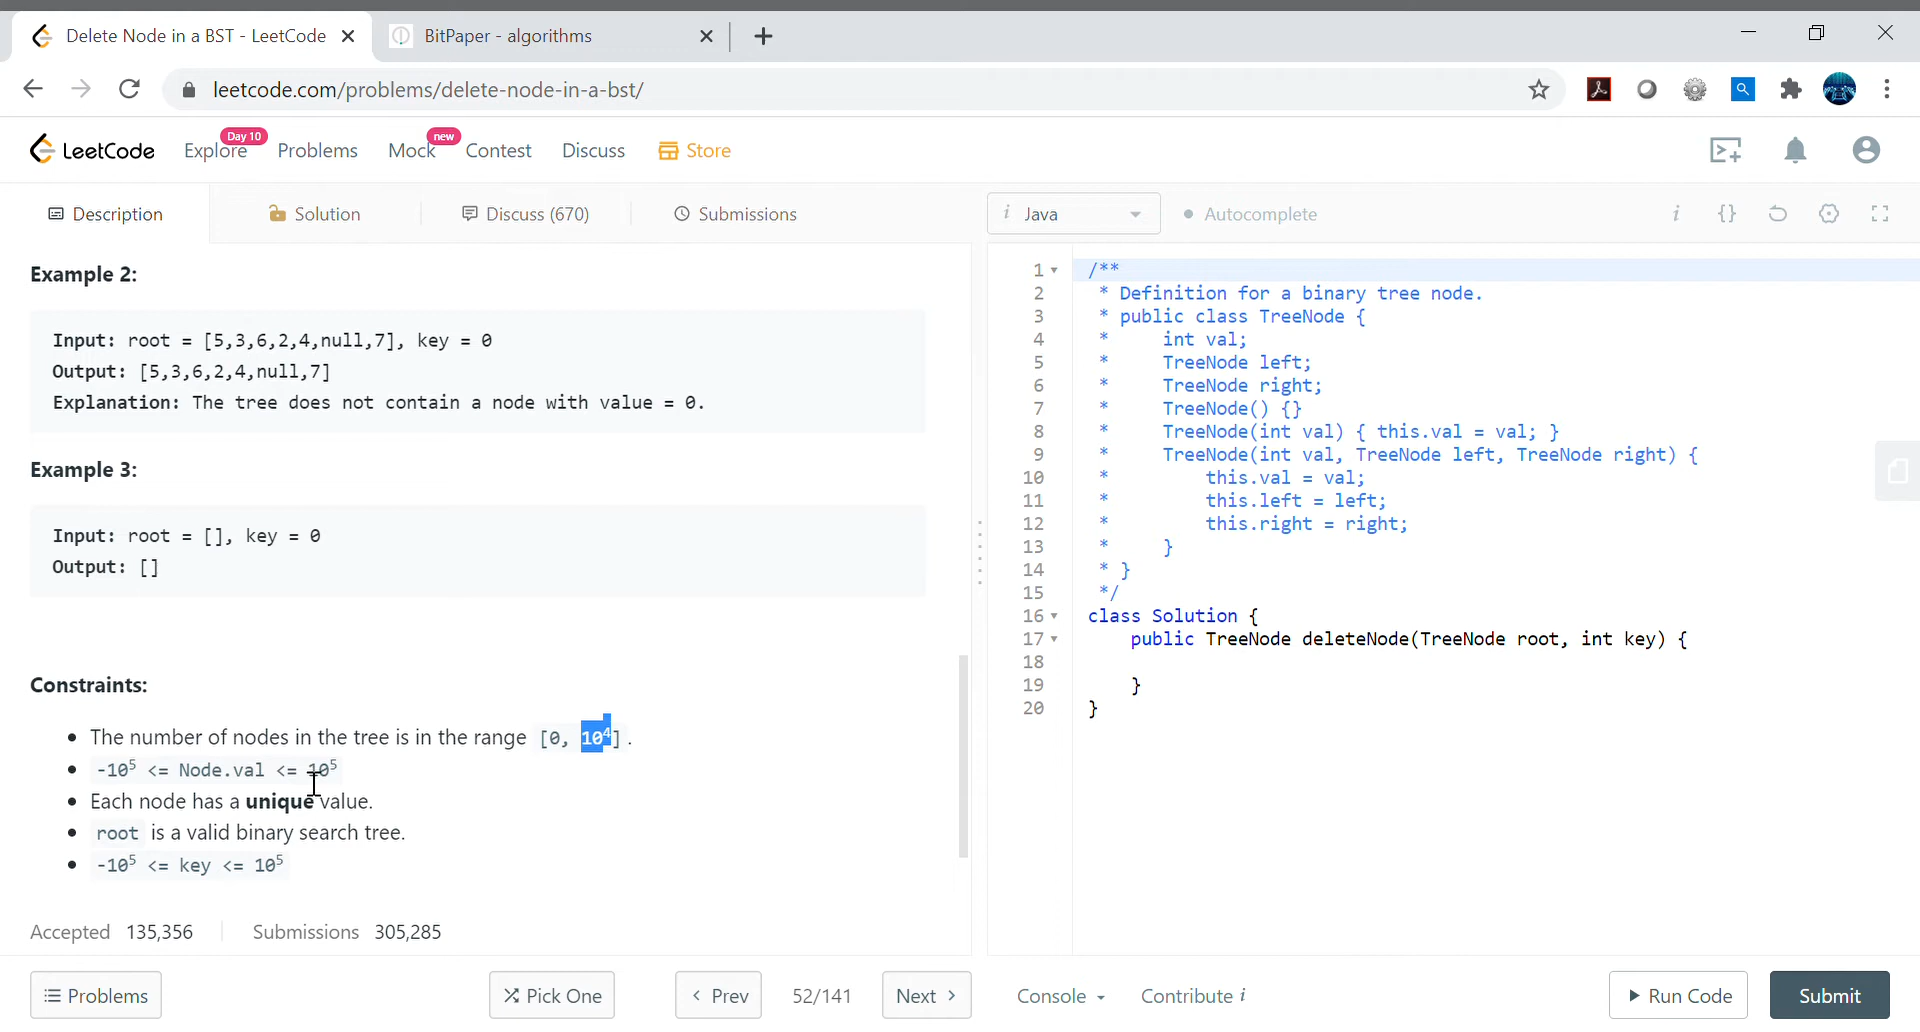 Delete Node in a BST - LeetCode
BitPaper - algorithms
leetcode.com/problems/delete-node-in-a-bst/
LeetCode
Explore
Day 10
Problems
Mock
new
Contest
Discuss
Store
Description
Solution
Discuss (670)
Submissions
i Java
Autocomplete
i {}
Example 2:
Input: root = [5,3,6,2,4,null,7], key = 0
Output: [5,3,6,2,4,null,7]
Explanation: The tree does not contain a node with value = 0.
Example 3:
Input: root = [], key = 0
Output: []
Constraints:
• The number of nodes in the tree is in the range [0, 10⁴].
• -10⁵ <= Node.val <= 10⁵
• Each node has a unique value.
• root is a valid binary search tree.
• -10⁵ <= key <= 10⁵
Accepted 135,356
Submissions 305,285
1 /**
2  * Definition for a binary tree node.
3  * public class TreeNode {
4  *     int val;
5  *     TreeNode left;
6  *     TreeNode right;
7  *     TreeNode() {}
8  *     TreeNode(int val) { this.val = val; }
9  *     TreeNode(int val, TreeNode left, TreeNode right) {
10  *         this.val = val;
11  *         this.left = left;
12  *         this.right = right;
13  *     }
14  * }
15  */
16 class Solution {
17     public TreeNode deleteNode(TreeNode root, int key) {
18
19     }
20 }
Problems
Pick One
< Prev
52/141
Next >
Console
Contribute i
Run Code
Submit